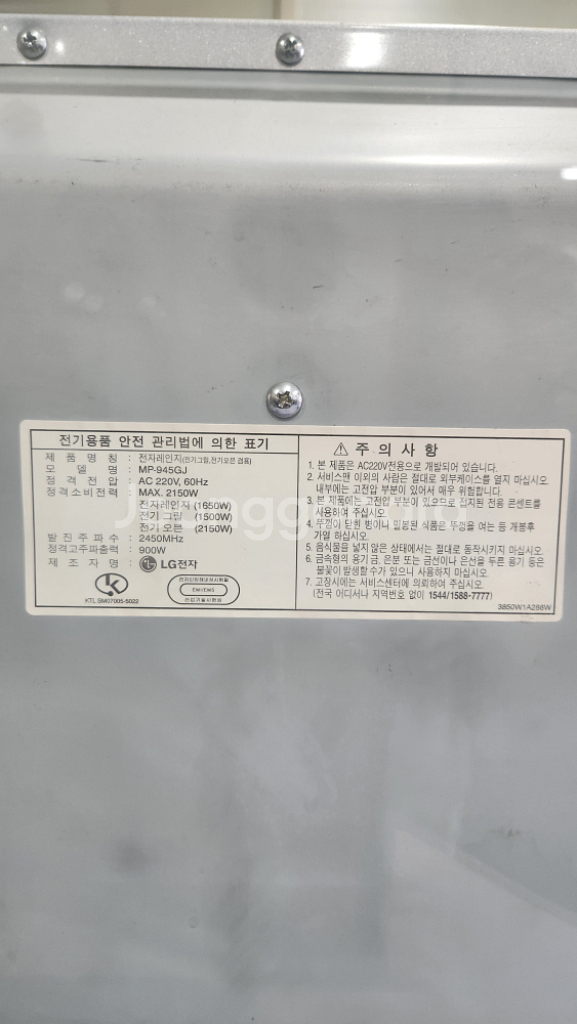 전기용품 안전 관리법에 의한 표기
제품명칭 : 전자레인지(전기그릴,전기오븐 겸용)
모델명 : MP-945GJ
정격전압 : AC 220V, 60Hz
정격소비전력 : MAX. 2150W
전자레인지 (1650W)
전기 그릴 (1500W)
전기 오븐 (2150W)
발진주파수 : 2450MHz
정격고주파출력 : 900W
제조자명 : LG전자
KTL SM07005-5022
EMI/EMS
⚠ 주의사항
1. 본 제품은 AC220V전용으로 개발되어 있습니다.
2. 서비스맨 이외의 사람은 절대로 외부케이스를 열지 마십시오.
내부에는 고전압 부분이 있어서 매우 위험합니다.
3. 본 제품에는 고전압 부분이 있으므로 접지된 전용 콘센트를
사용하여 주십시오.
4. 뚜껑이 닫힌 병이나 밀봉된 식품은 뚜껑을 여는 등 개봉후
가열 하십시오.
5. 음식물을 넣지 않은 상태에서는 절대로 동작시키지 마십시오.
6. 금속형의 용기 금, 은분 또는 금선이나 은선을 두른 용기 등은
불꽃이 발생할 수가 있으니 사용하지 마십시오.
7. 고장시에는 서비스센터에 의뢰하여 주십시오.
(전국 어디서나 지역번호 없이 1544/1588-7777)
3850W1A288W